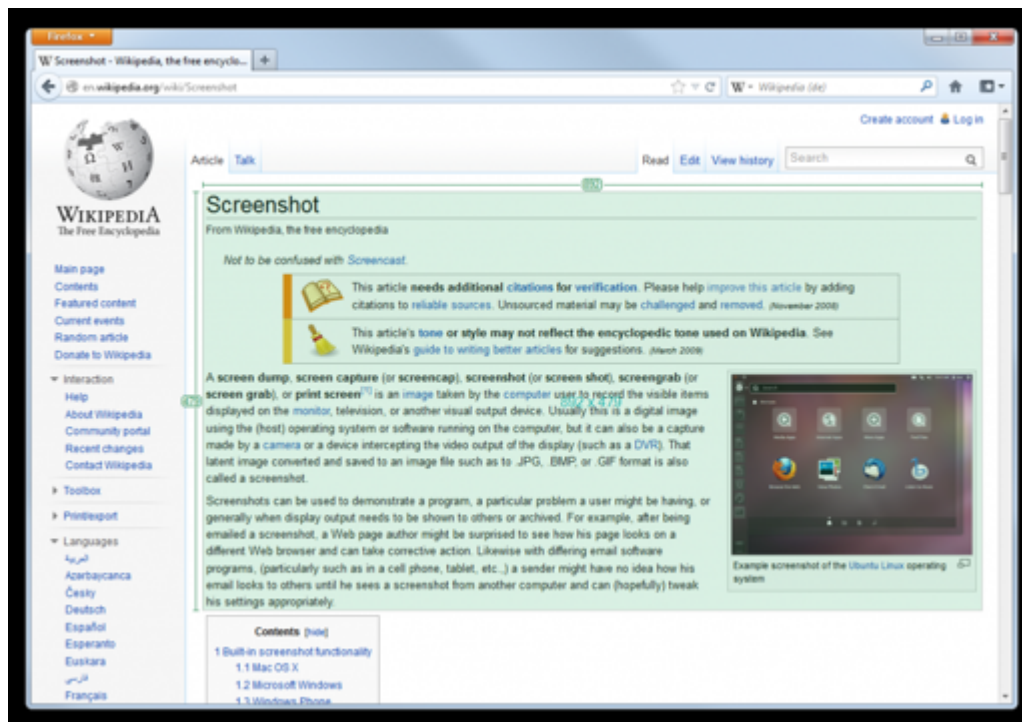 Firefox
Screenshot - Wikipedia, the free encyclo...
en.wikipedia.org/wiki/Screenshot
W - Wikipedia (de)
Create account Log in
Article Talk
Read Edit View history
Search
WIKIPEDIA
The Free Encyclopedia
Main page
Contents
Featured content
Current events
Random article
Donate to Wikipedia
Interaction
Help
About Wikipedia
Community portal
Recent changes
Contact Wikipedia
Toolbox
Print/export
Languages
العربية
Azərbaycanca
Česky
Deutsch
Español
Esperanto
Euskara
فارسی
Français
892
479
892 x 479
Screenshot
From Wikipedia, the free encyclopedia
Not to be confused with Screencast.
This article needs additional citations for verification. Please help improve this article by adding
citations to reliable sources. Unsourced material may be challenged and removed. (November 2008)
This article's tone or style may not reflect the encyclopedic tone used on Wikipedia. See
Wikipedia's guide to writing better articles for suggestions. (March 2009)
A screen dump, screen capture (or screencap), screenshot (or screen shot), screengrab (or
screen grab), or print screen[1] is an image taken by the computer user to record the visible items
displayed on the monitor, television, or another visual output device. Usually this is a digital image
using the (host) operating system or software running on the computer, but it can also be a capture
made by a camera or a device intercepting the video output of the display (such as a DVR). That
latent image converted and saved to an image file such as to .JPG, .BMP, or .GIF format is also
called a screenshot.
Screenshots can be used to demonstrate a program, a particular problem a user might be having, or
generally when display output needs to be shown to others or archived. For example, after being
emailed a screenshot, a Web page author might be surprised to see how his page looks on a
different Web browser and can take corrective action. Likewise with differing email software
programs, (particularly such as in a cell phone, tablet, etc.,) a sender might have no idea how his
email looks to others until he sees a screenshot from another computer and can (hopefully) tweak
his settings appropriately.
Example screenshot of the Ubuntu Linux operating
system
Contents [hide]
1 Built-in screenshot functionality
1.1 Mac OS X
1.2 Microsoft Windows
1.3 Windows Phone